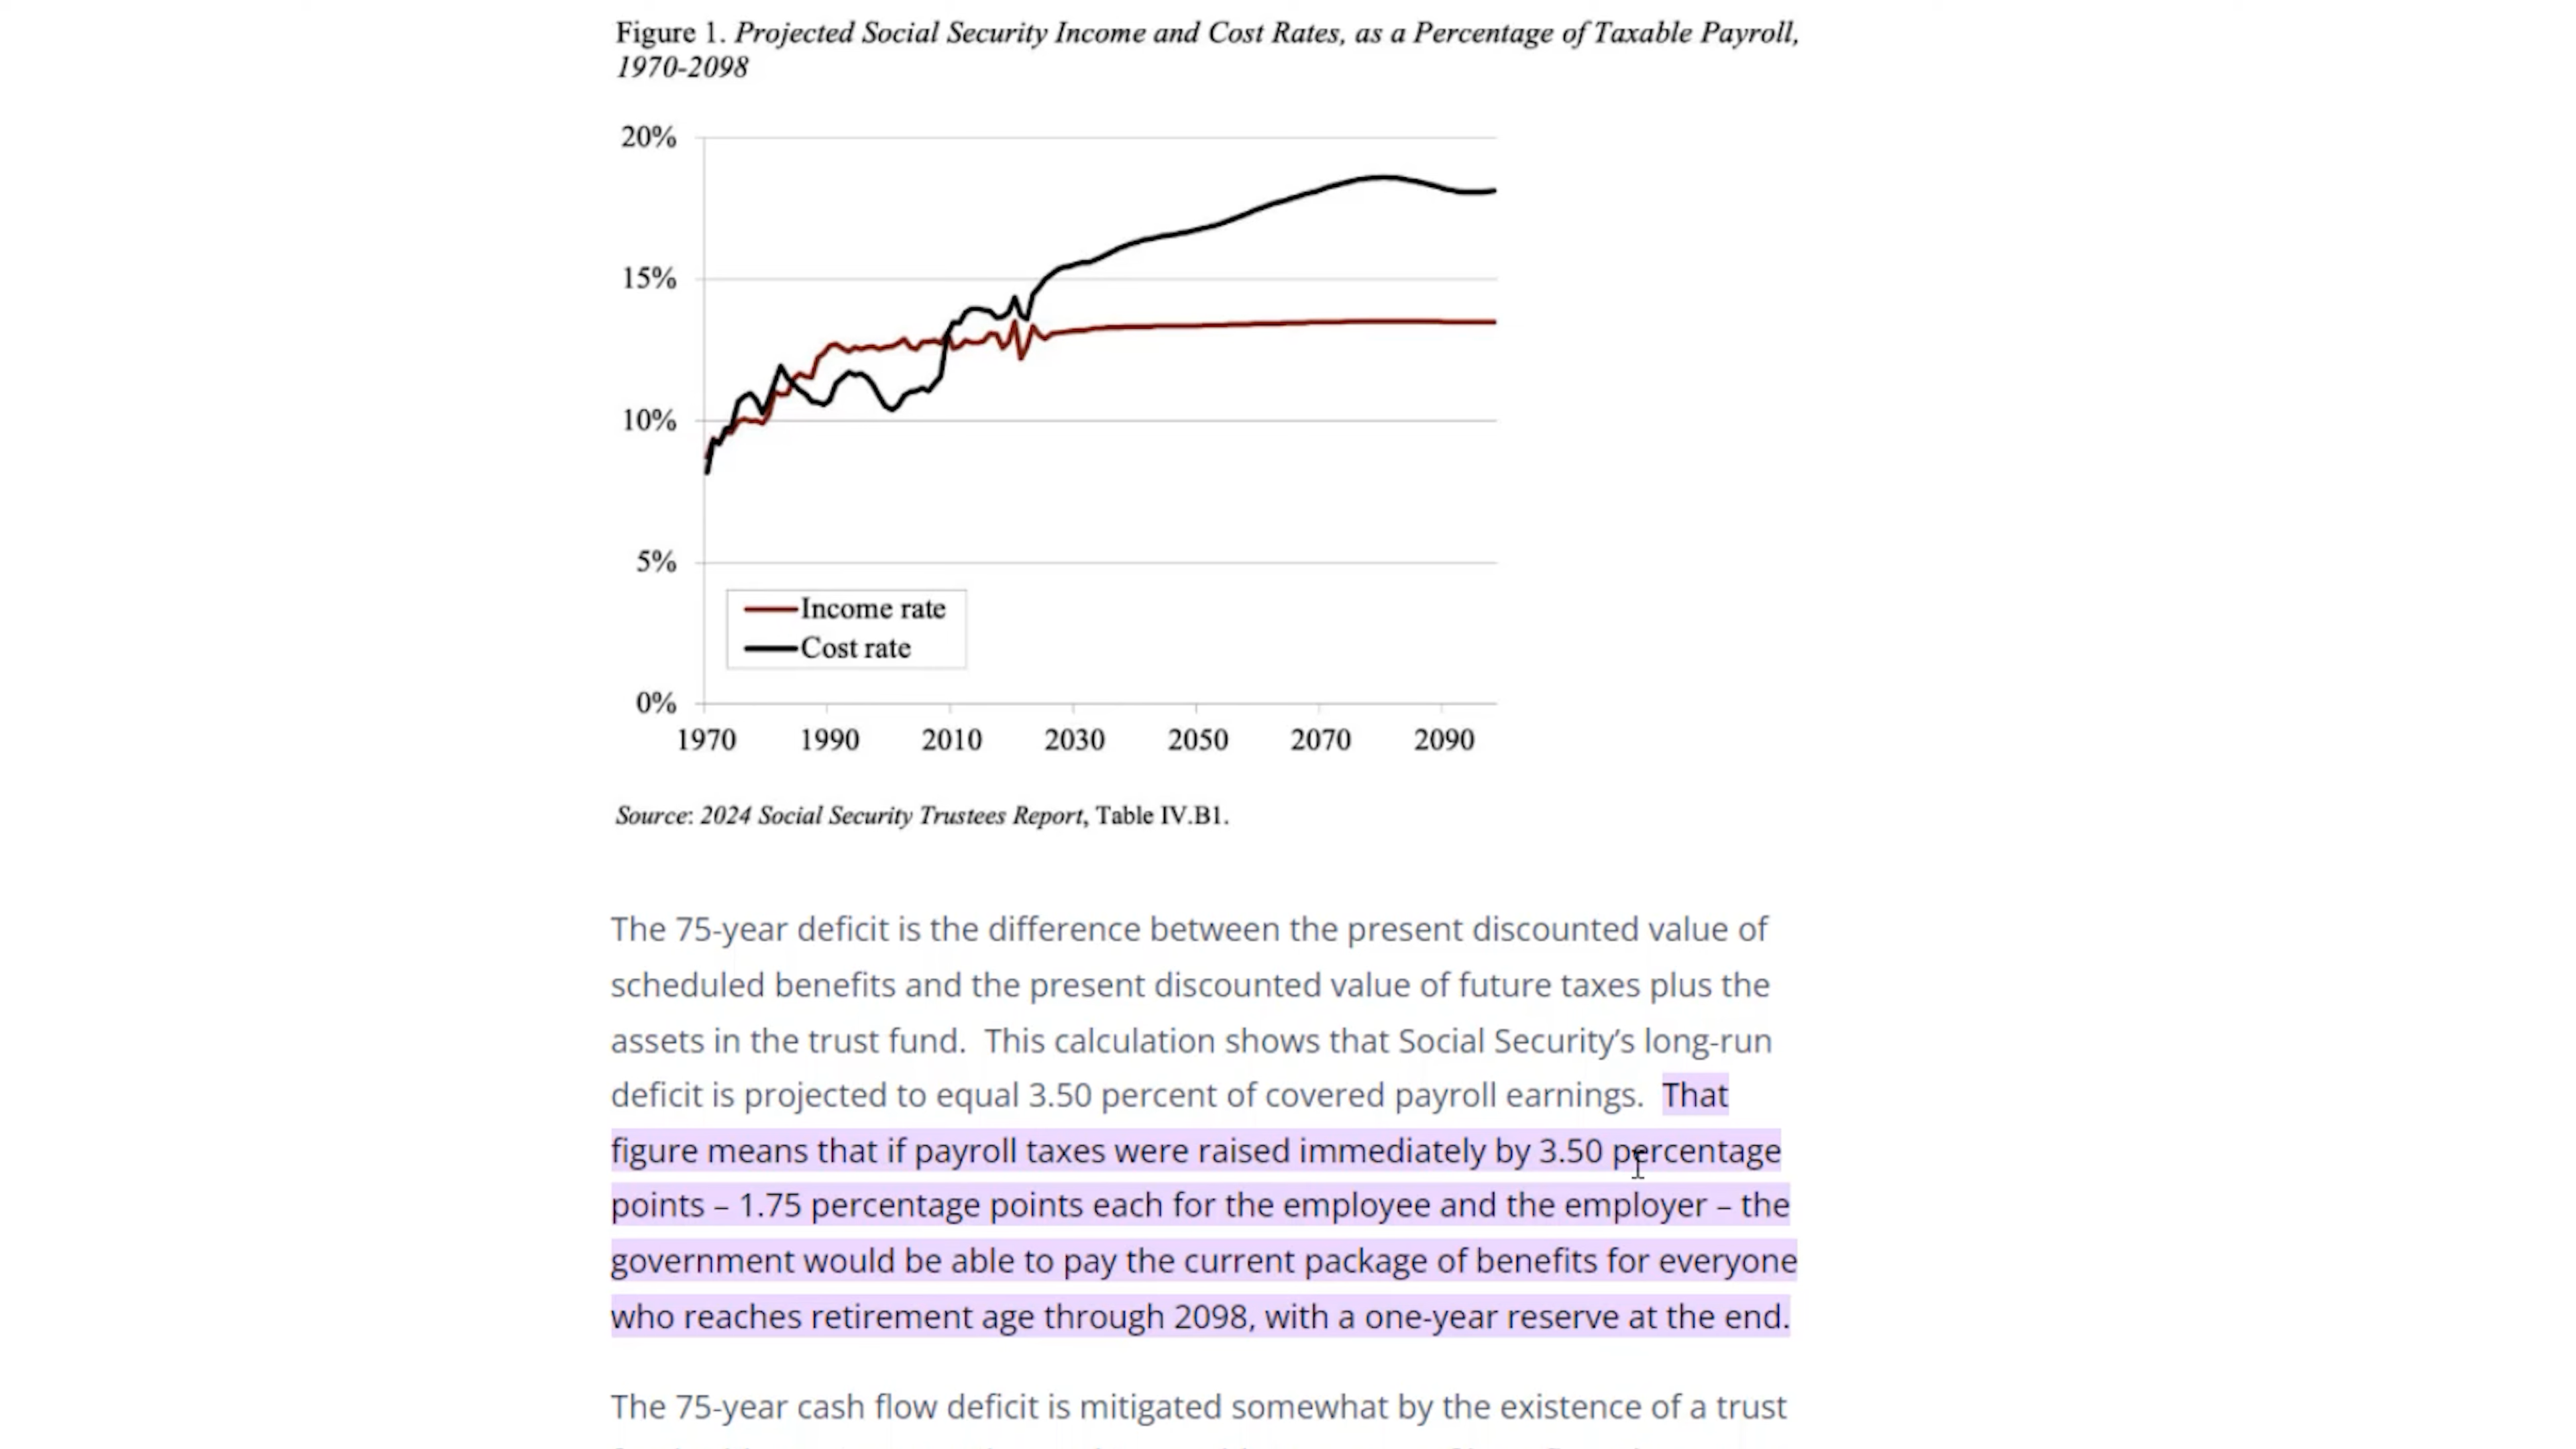 Figure 1. Projected Social Security Income and Cost Rates, as a Percentage of Taxable Payroll,
1970-2098
20%
15%
10%
5%
0%
Income rate
Cost rate
1970 1990 2010 2030 2050 2070 2090
Source: 2024 Social Security Trustees Report, Table IV.B1.
The 75-year deficit is the difference between the present discounted value of
scheduled benefits and the present discounted value of future taxes plus the
assets in the trust fund.  This calculation shows that Social Security’s long-run
deficit is projected to equal 3.50 percent of covered payroll earnings.  That
figure means that if payroll taxes were raised immediately by 3.50 percentage
points – 1.75 percentage points each for the employee and the employer – the
government would be able to pay the current package of benefits for everyone
who reaches retirement age through 2098, with a one-year reserve at the end.
The 75-year cash flow deficit is mitigated somewhat by the existence of a trust